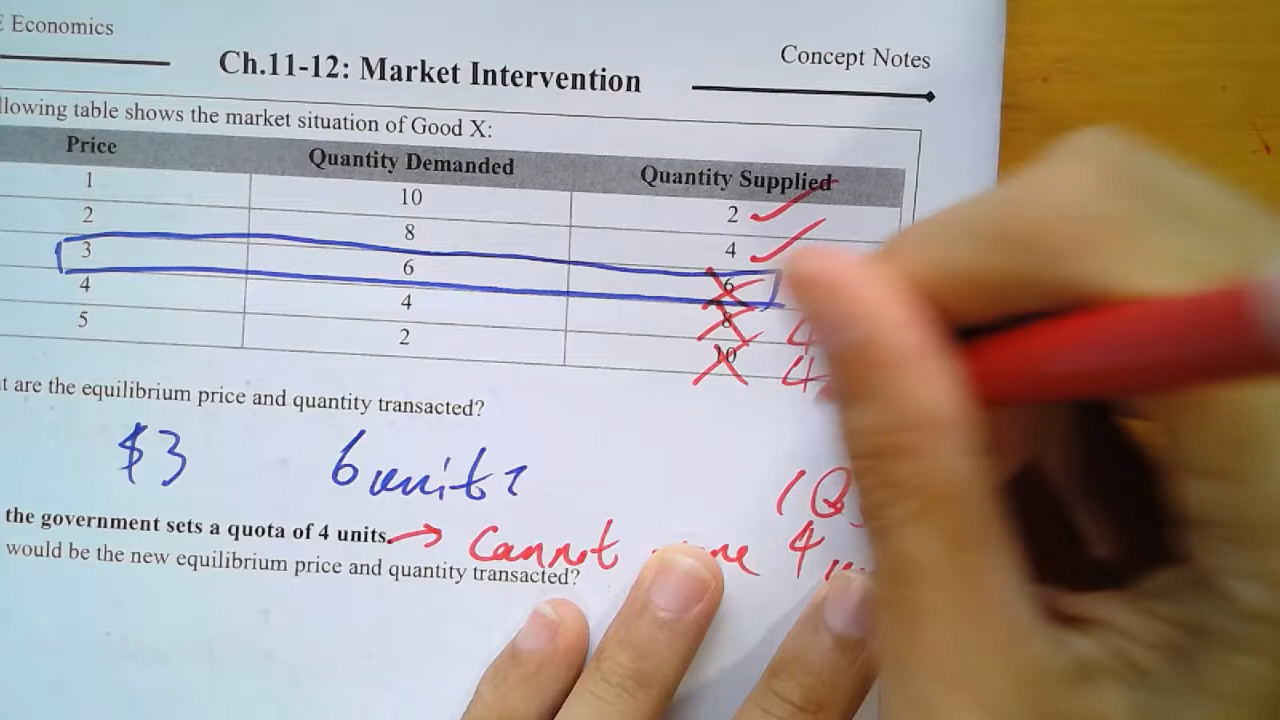 Economics
Concept Notes
Ch.11-12: Market Intervention
llowing table shows the market situation of Good X:
Price Quantity Demanded Quantity Supplied
1 10 2
2 8 4
3 6 6
4 4 8 4
5 2 10 4
t are the equilibrium price and quantity transacted?
$3 6 units
the government sets a quota of 4 units. → Cannot 4
would be the new equilibrium price and quantity transacted?